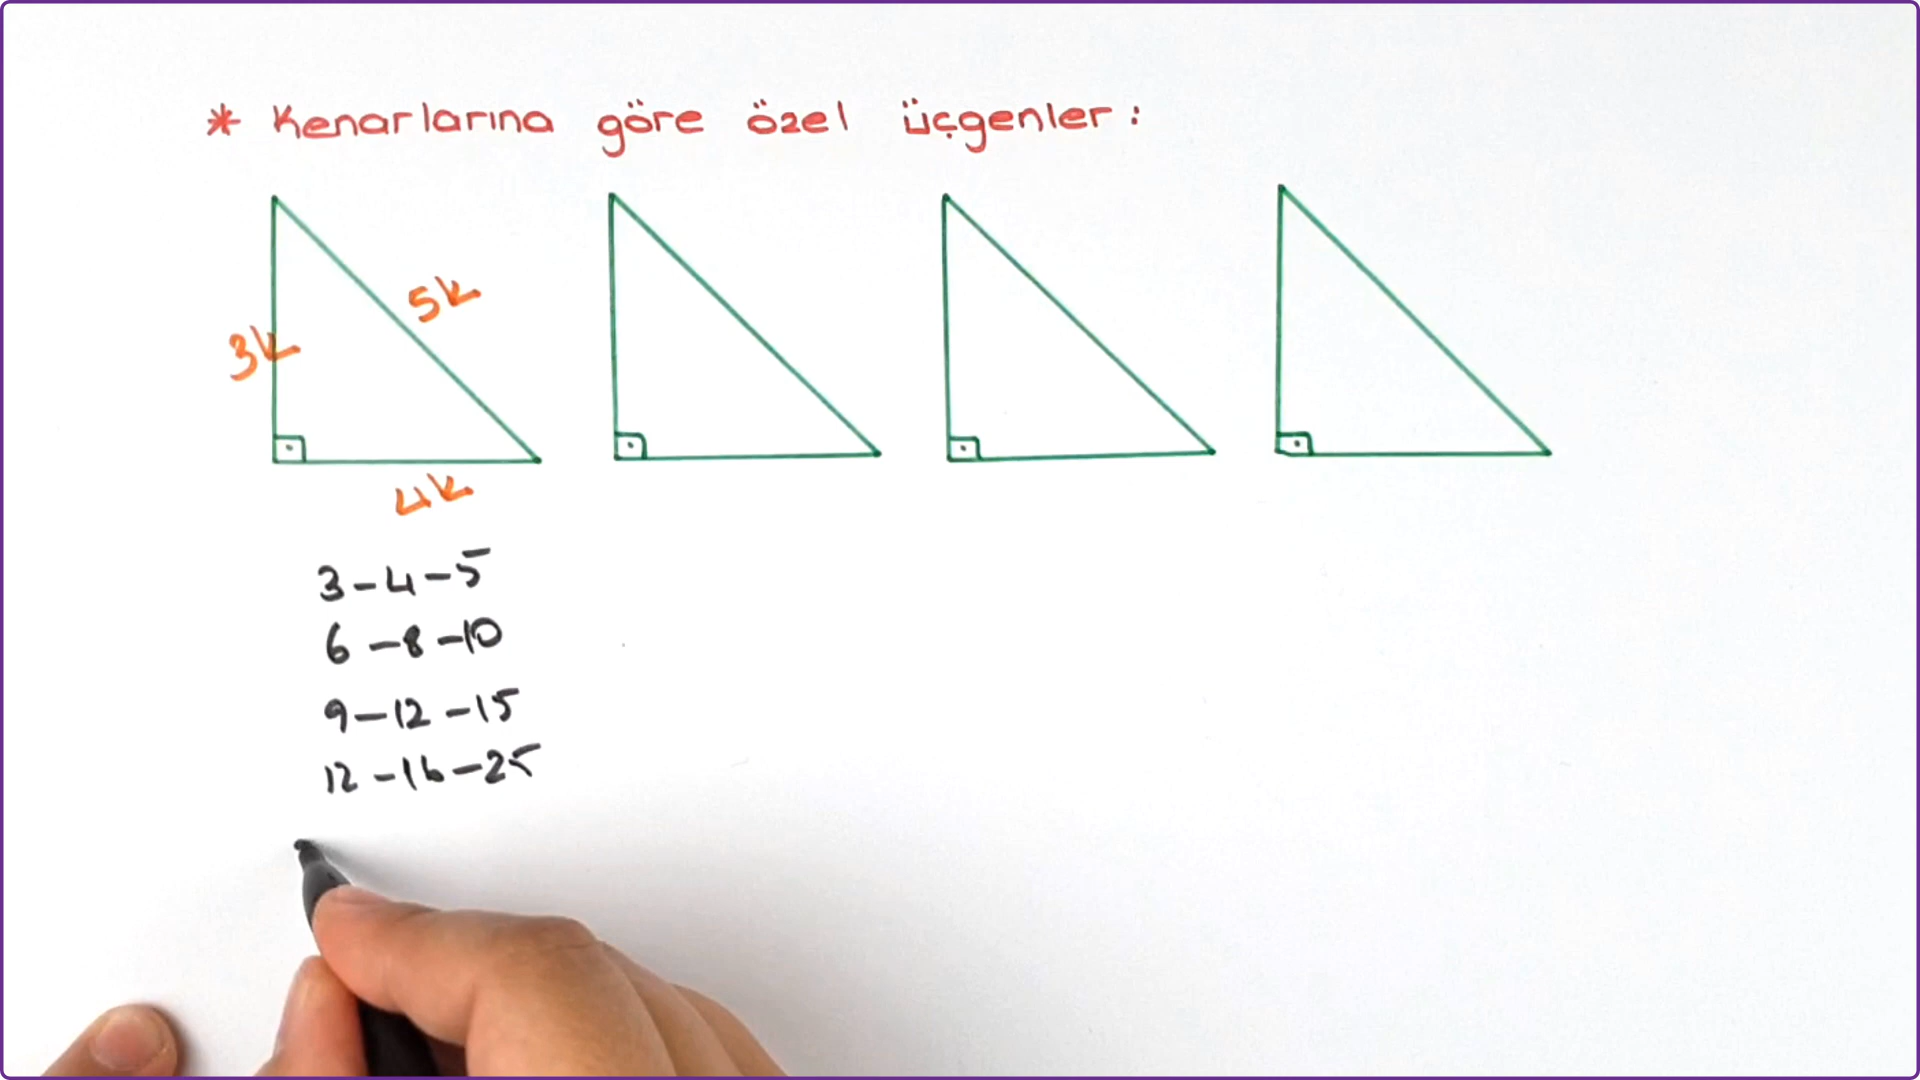 * Kenarlarına göre özel üçgenler:
5k
3k
4k
3-4-5
6-8-10
9-12-15
12-16-25